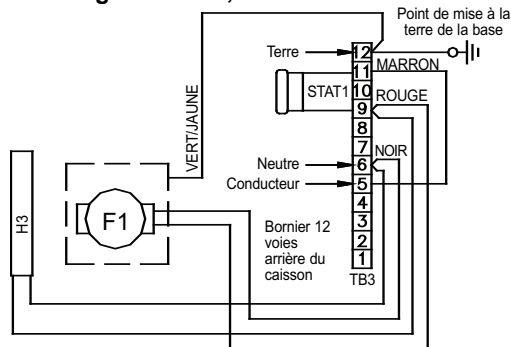 Point de mise à la
terre de la base
Terre
12
11
MARRON
STAT1
10
ROUGE
9
VERT/JAUNE
8
7
NOIR
Neutre
6
Conducteur
5
4
H3
F1
Bornier 12
voies
arrière du
caisson
3
2
1
TB3